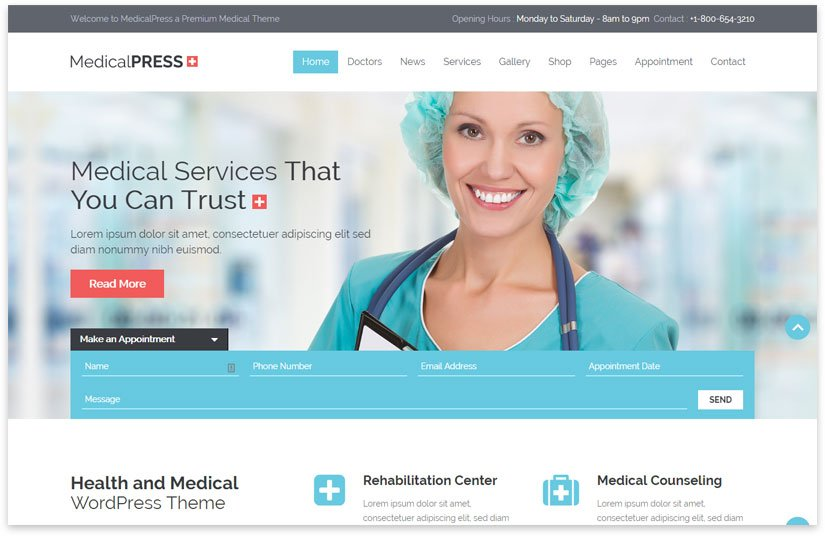 Welcome to MedicalPress a Premium Medical Theme
Opening Hours : Monday to Saturday - 8am to 9pm Contact : +1-800-654-3210
MedicalPRESS
Home Doctors News Services Gallery Shop Pages Appointment Contact
Medical Services That
You Can Trust
Lorem ipsum dolor sit amet, consectetuer adipiscing elit sed
diam nonummy nibh euismod.
Read More
Make an Appointment
Name Phone Number Email Address Appointment Date
Message SEND
Health and Medical
WordPress Theme
Rehabilitation Center
Lorem ipsum dolor sit amet,
consectetuer adipiscing elit, sed diam
Medical Counseling
Lorem ipsum dolor sit amet,
consectetuer adipiscing elit, sed diam